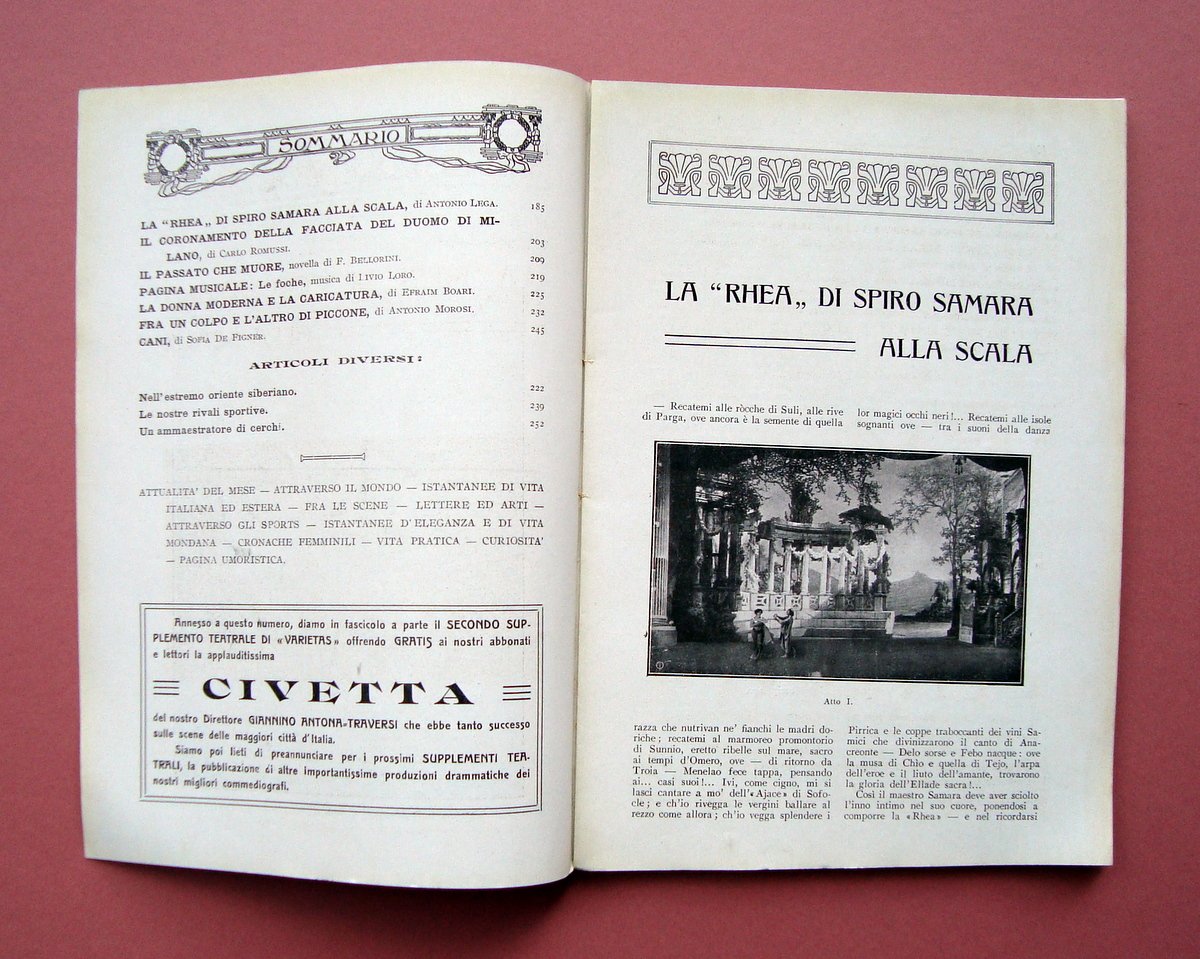 SOMMARIO
LA “RHEA„ DI SPIRO SAMARA ALLA SCALA, di Antonio Lega. 185
IL CORONAMENTO DELLA FACCIATA DEL DUOMO DI MI-
LANO, di Carlo Romussi. 203
IL PASSATO CHE MUORE, novella di F. Bellorini. 209
PAGINA MUSICALE: Le foche, musica di Livio Loro. 219
LA DONNA MODERNA E LA CARICATURA, di Efraim Boari. 225
FRA UN COLPO E L'ALTRO DI PICCONE, di Antonio Morosi. 232
CANI, di Sofia De Figner. 245
ARTICOLI DIVERSI:
Nell'estremo oriente siberiano. 222
Le nostre rivali sportive. 239
Un ammaestratore di cerchi. 252
ATTUALITA' DEL MESE — ATTRAVERSO IL MONDO — ISTANTANEE DI VITA
ITALIANA ED ESTERA — FRA LE SCENE — LETTERE ED ARTI —
ATTRAVERSO GLI SPORTS — ISTANTANEE D'ELEGANZA E DI VITA
MONDANA — CRONACHE FEMMINILI — VITA PRATICA — CURIOSITA'
— PAGINA UMORISTICA.
Annesso a questo numero, diamo in fascicolo a parte il SECONDO SUP-
PLEMENTO TEATRALE DI «VARIETAS» offrendo GRATIS ai nostri abbonati
e lettori la applauditissima
CIVETTA
del nostro Direttore GIANNINO ANTONA-TRAVERSI che ebbe tanto successo
sulle scene delle maggiori città d'Italia.
Siamo poi lieti di preannunciare per i prossimi SUPPLEMENTI TEA-
TRALI, la pubblicazione di altre importantissime produzioni drammatiche dei
nostri migliori commediografi.
LA “RHEA„ DI SPIRO SAMARA
ALLA SCALA
— Recatemi alle ròcche di Suli, alle rive
di Parga, ove ancora è la semente di quella
lor magici occhi neri!... Recatemi alle isole
sognanti ove — tra i suoni della danza
Atto I.
razza che nutrivan ne' fianchi le madri do-
riche; recatemi al marmoreo promontorio
di Sunnio, eretto ribelle sul mare, sacro
ai tempi d'Omero, ove — di ritorno da
Troia — Menelao fece tappa, pensando
ai... casi suoi!... Ivi, come cigno, mi si
lasci cantare a mo' dell'«Ajace» di Sofo-
cle; e ch'io rivegga le vergini ballare al
rezzo come allora; ch'io vegga splendere i
Pirrica e le coppe traboccanti dei vini Sa-
mici che divinizzarono il canto di Ana-
creonte — Delo sorse e Febo nacque: ove
la musa di Chio e quella di Tejo, l'arpa
dell'eroe e il liuto dell'amante, trovarono
la gloria dell'Ellade sacra!...
Così il maestro Samara deve aver sciolto
l'inno intimo nel suo cuore, ponendosi a
comporre la «Rhea» — e nel ricordarsi